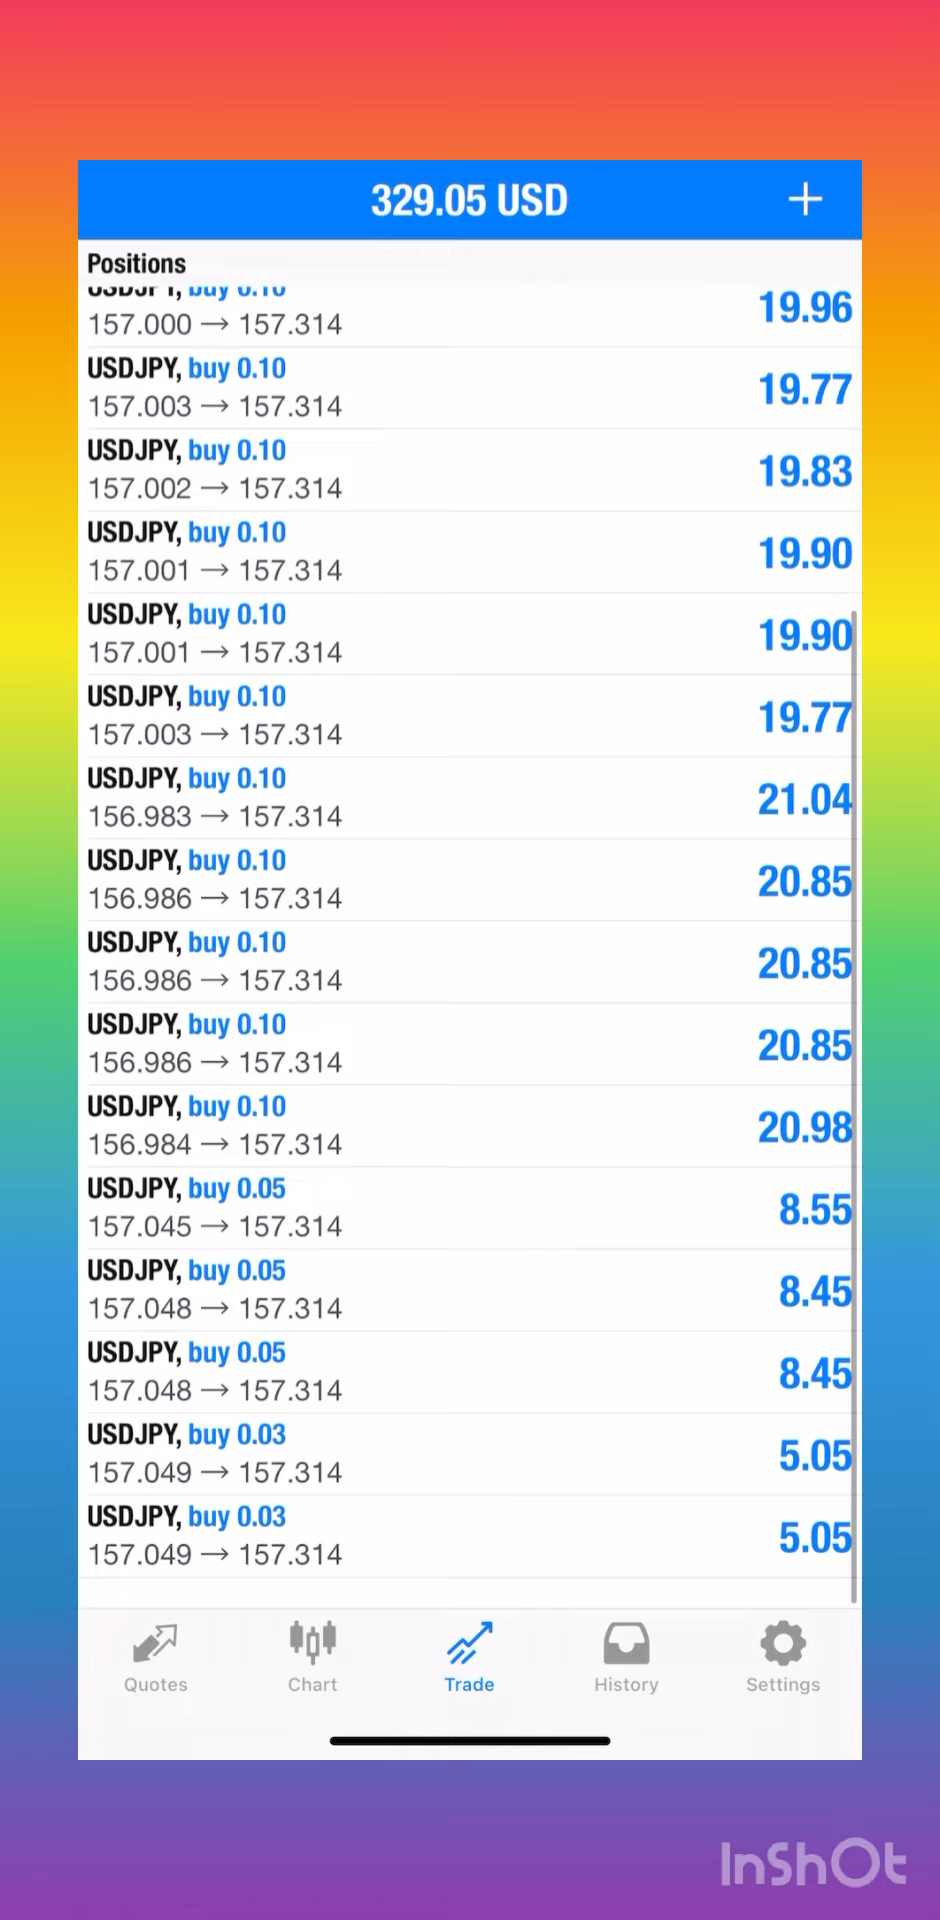 329.05 USD
Positions
USDJPY, buy 0.10
157.000 → 157.314
19.96
USDJPY, buy 0.10
157.003 → 157.314
19.77
USDJPY, buy 0.10
157.002 → 157.314
19.83
USDJPY, buy 0.10
157.001 → 157.314
19.90
USDJPY, buy 0.10
157.001 → 157.314
19.90
USDJPY, buy 0.10
157.003 → 157.314
19.77
USDJPY, buy 0.10
156.983 → 157.314
21.04
USDJPY, buy 0.10
156.986 → 157.314
20.85
USDJPY, buy 0.10
156.986 → 157.314
20.85
USDJPY, buy 0.10
156.986 → 157.314
20.85
USDJPY, buy 0.10
156.984 → 157.314
20.98
USDJPY, buy 0.05
157.045 → 157.314
8.55
USDJPY, buy 0.05
157.048 → 157.314
8.45
USDJPY, buy 0.05
157.048 → 157.314
8.45
USDJPY, buy 0.03
157.049 → 157.314
5.05
USDJPY, buy 0.03
157.049 → 157.314
5.05
Quotes
Chart
Trade
History
Settings
InShOt